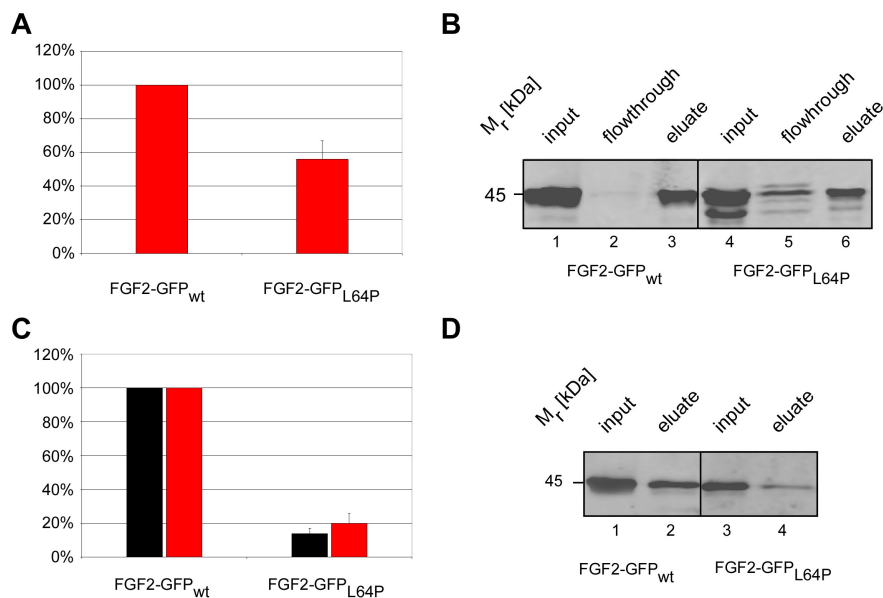 A
120%
100%
80%
60%
40%
20%
0%
FGF2-GFPwt
FGF2-GFPL64P
B
Mr [kDa]
input
flowthrough
eluate
input
flowhrough
eluate
45
1 2 3 4 5 6
FGF2-GFPwt
FGF2-GFPL64P
C
120%
100%
80%
60%
40%
20%
0%
FGF2-GFPwt
FGF2-GFPL64P
D
Mr [kDa]
input
eluate
input
eluate
45
1 2 3 4
FGF2-GFPwt
FGF2-GFPL64P